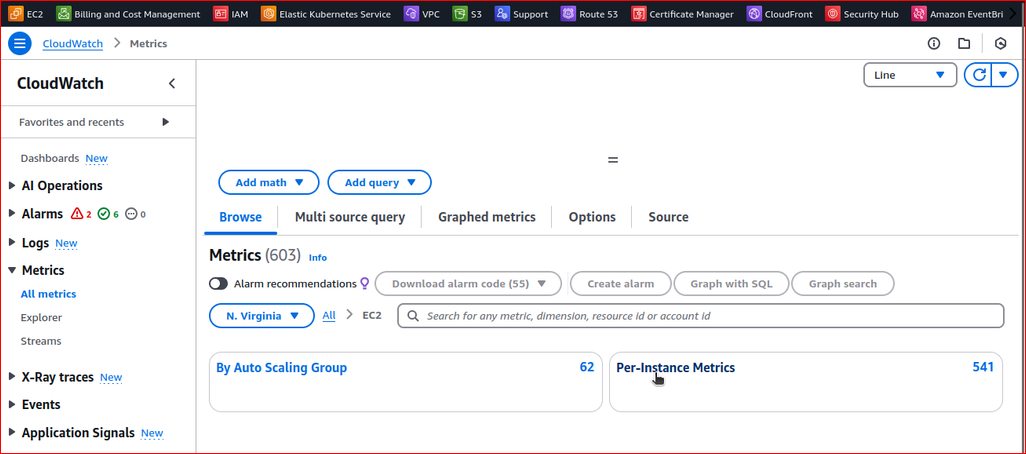 EC2 Billing and Cost Management IAM Elastic Kubernetes Service VPC S3 Support Route 53 Certificate Manager CloudFront Security Hub Amazon EventBri
CloudWatch > Metrics
CloudWatch
Favorites and recents
Dashboards New
AI Operations
Alarms 2 6 0
Logs New
Metrics
All metrics
Explorer
Streams
X-Ray traces New
Events
Application Signals New
Line
Add math Add query
Browse Multi source query Graphed metrics Options Source
Metrics (603) Info
Alarm recommendations Download alarm code (55) Create alarm Graph with SQL Graph search
N. Virginia All > EC2 Search for any metric, dimension, resource id or account id
By Auto Scaling Group 62 Per-Instance Metrics 541